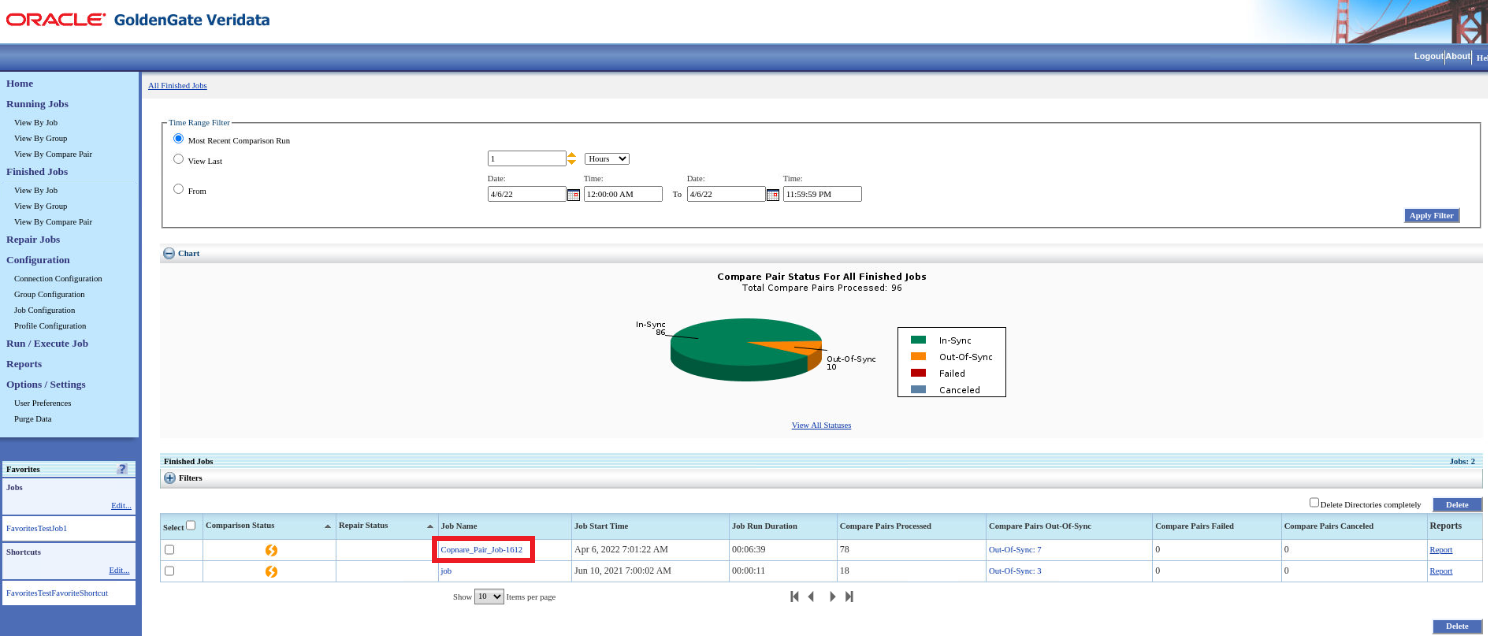 ORACLE GoldenGate Veridata
Logout About
Home
Running Jobs
View By Job
View By Group
View By Compare Pair
Finished Jobs
View By Job
View By Group
View By Compare Pair
Repair Jobs
Configuration
Connection Configuration
Group Configuration
Job Configuration
Profile Configuration
Run / Execute Job
Reports
Options / Settings
User Preferences
Purge Data
Favorites ?
Jobs
Edit...
FavoritesTestJob1
Shortcuts
Edit...
FavoritesTestFavoriteShortcut
All Finished Jobs
Time Range Filter
Most Recent Comparison Run
View Last 1 Hours
Date: Time: Date: Time:
From 4/6/22 12:00:00 AM To 4/6/22 11:59:59 PM
Apply Filter
Chart
Compare Pair Status For All Finished Jobs
Total Compare Pairs Processed: 96
In-Sync
86
Out-Of-Sync
10
In-Sync
Out-Of-Sync
Failed
Canceled
View All Statuses
Finished Jobs Jobs: 2
Filters
Delete Directories completely Delete
Select Comparison Status Repair Status Job Name Job Start Time Job Run Duration Compare Pairs Processed Compare Pairs Out-Of-Sync Compare Pairs Failed Compare Pairs Canceled Reports
Copnare_Pair_Job-1612 Apr 6, 2022 7:01:22 AM 00:06:39 78 Out-Of-Sync: 7 0 0 Report
job Jun 10, 2021 7:00:02 AM 00:00:11 18 Out-Of-Sync: 3 0 0 Report
Show 10 Items per page
Delete